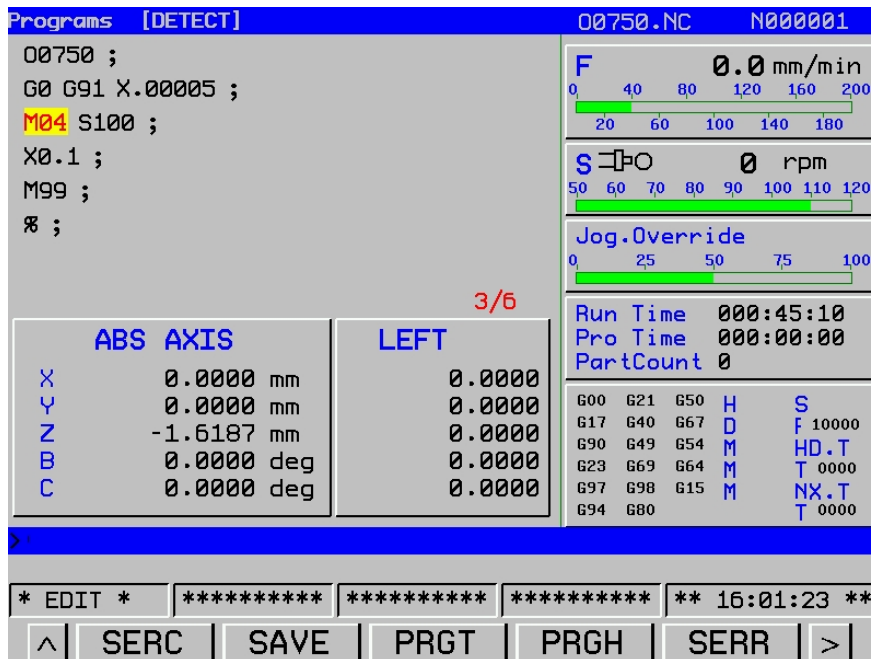 Programs [DETECT] O0750.NC N000001
O0750 ;
G0 G91 X.00005 ;
M04 S100 ;
X0.1 ;
M99 ;
% ;
3/6
ABS AXIS
X 0.0000 mm
Y 0.0000 mm
Z -1.6187 mm
B 0.0000 deg
C 0.0000 deg
LEFT
0.0000
0.0000
0.0000
0.0000
0.0000
F 0.0 mm/min
0 40 80 120 160 200
20 60 100 140 180
S 0 rpm
50 60 70 80 90 100 110 120
Jog.Override
0 25 50 75 100
Run Time 000:45:10
Pro Time 000:00:00
PartCount 0
G00 G21 G50 H S
G17 G40 G67 D F 10000
G90 G49 G54 M HD.T
G23 G69 G64 M T 0000
G97 G98 G15 M NX.T
G94 G80 T 0000
>
* EDIT * ********** ********** ********** ** 16:01:23 **
^ SERC SAVE PRGT PRGH SERR >